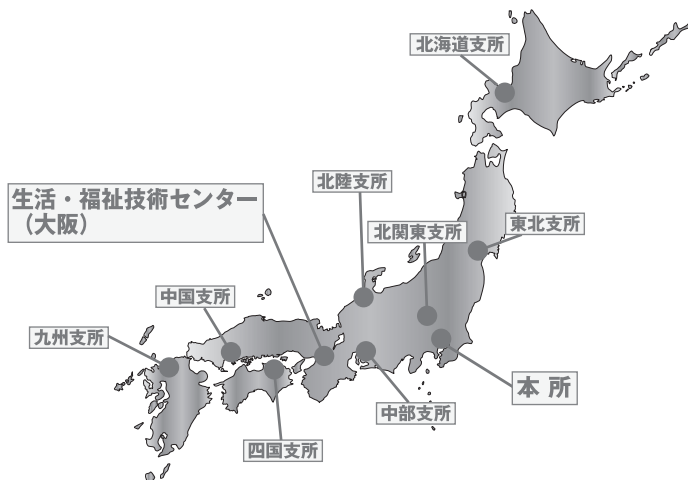 北海道支所
北陸支所
生活・福祉技術センター
（大阪）
北関東支所
東北支所
中国支所
九州支所
本 所
中部支所
四国支所